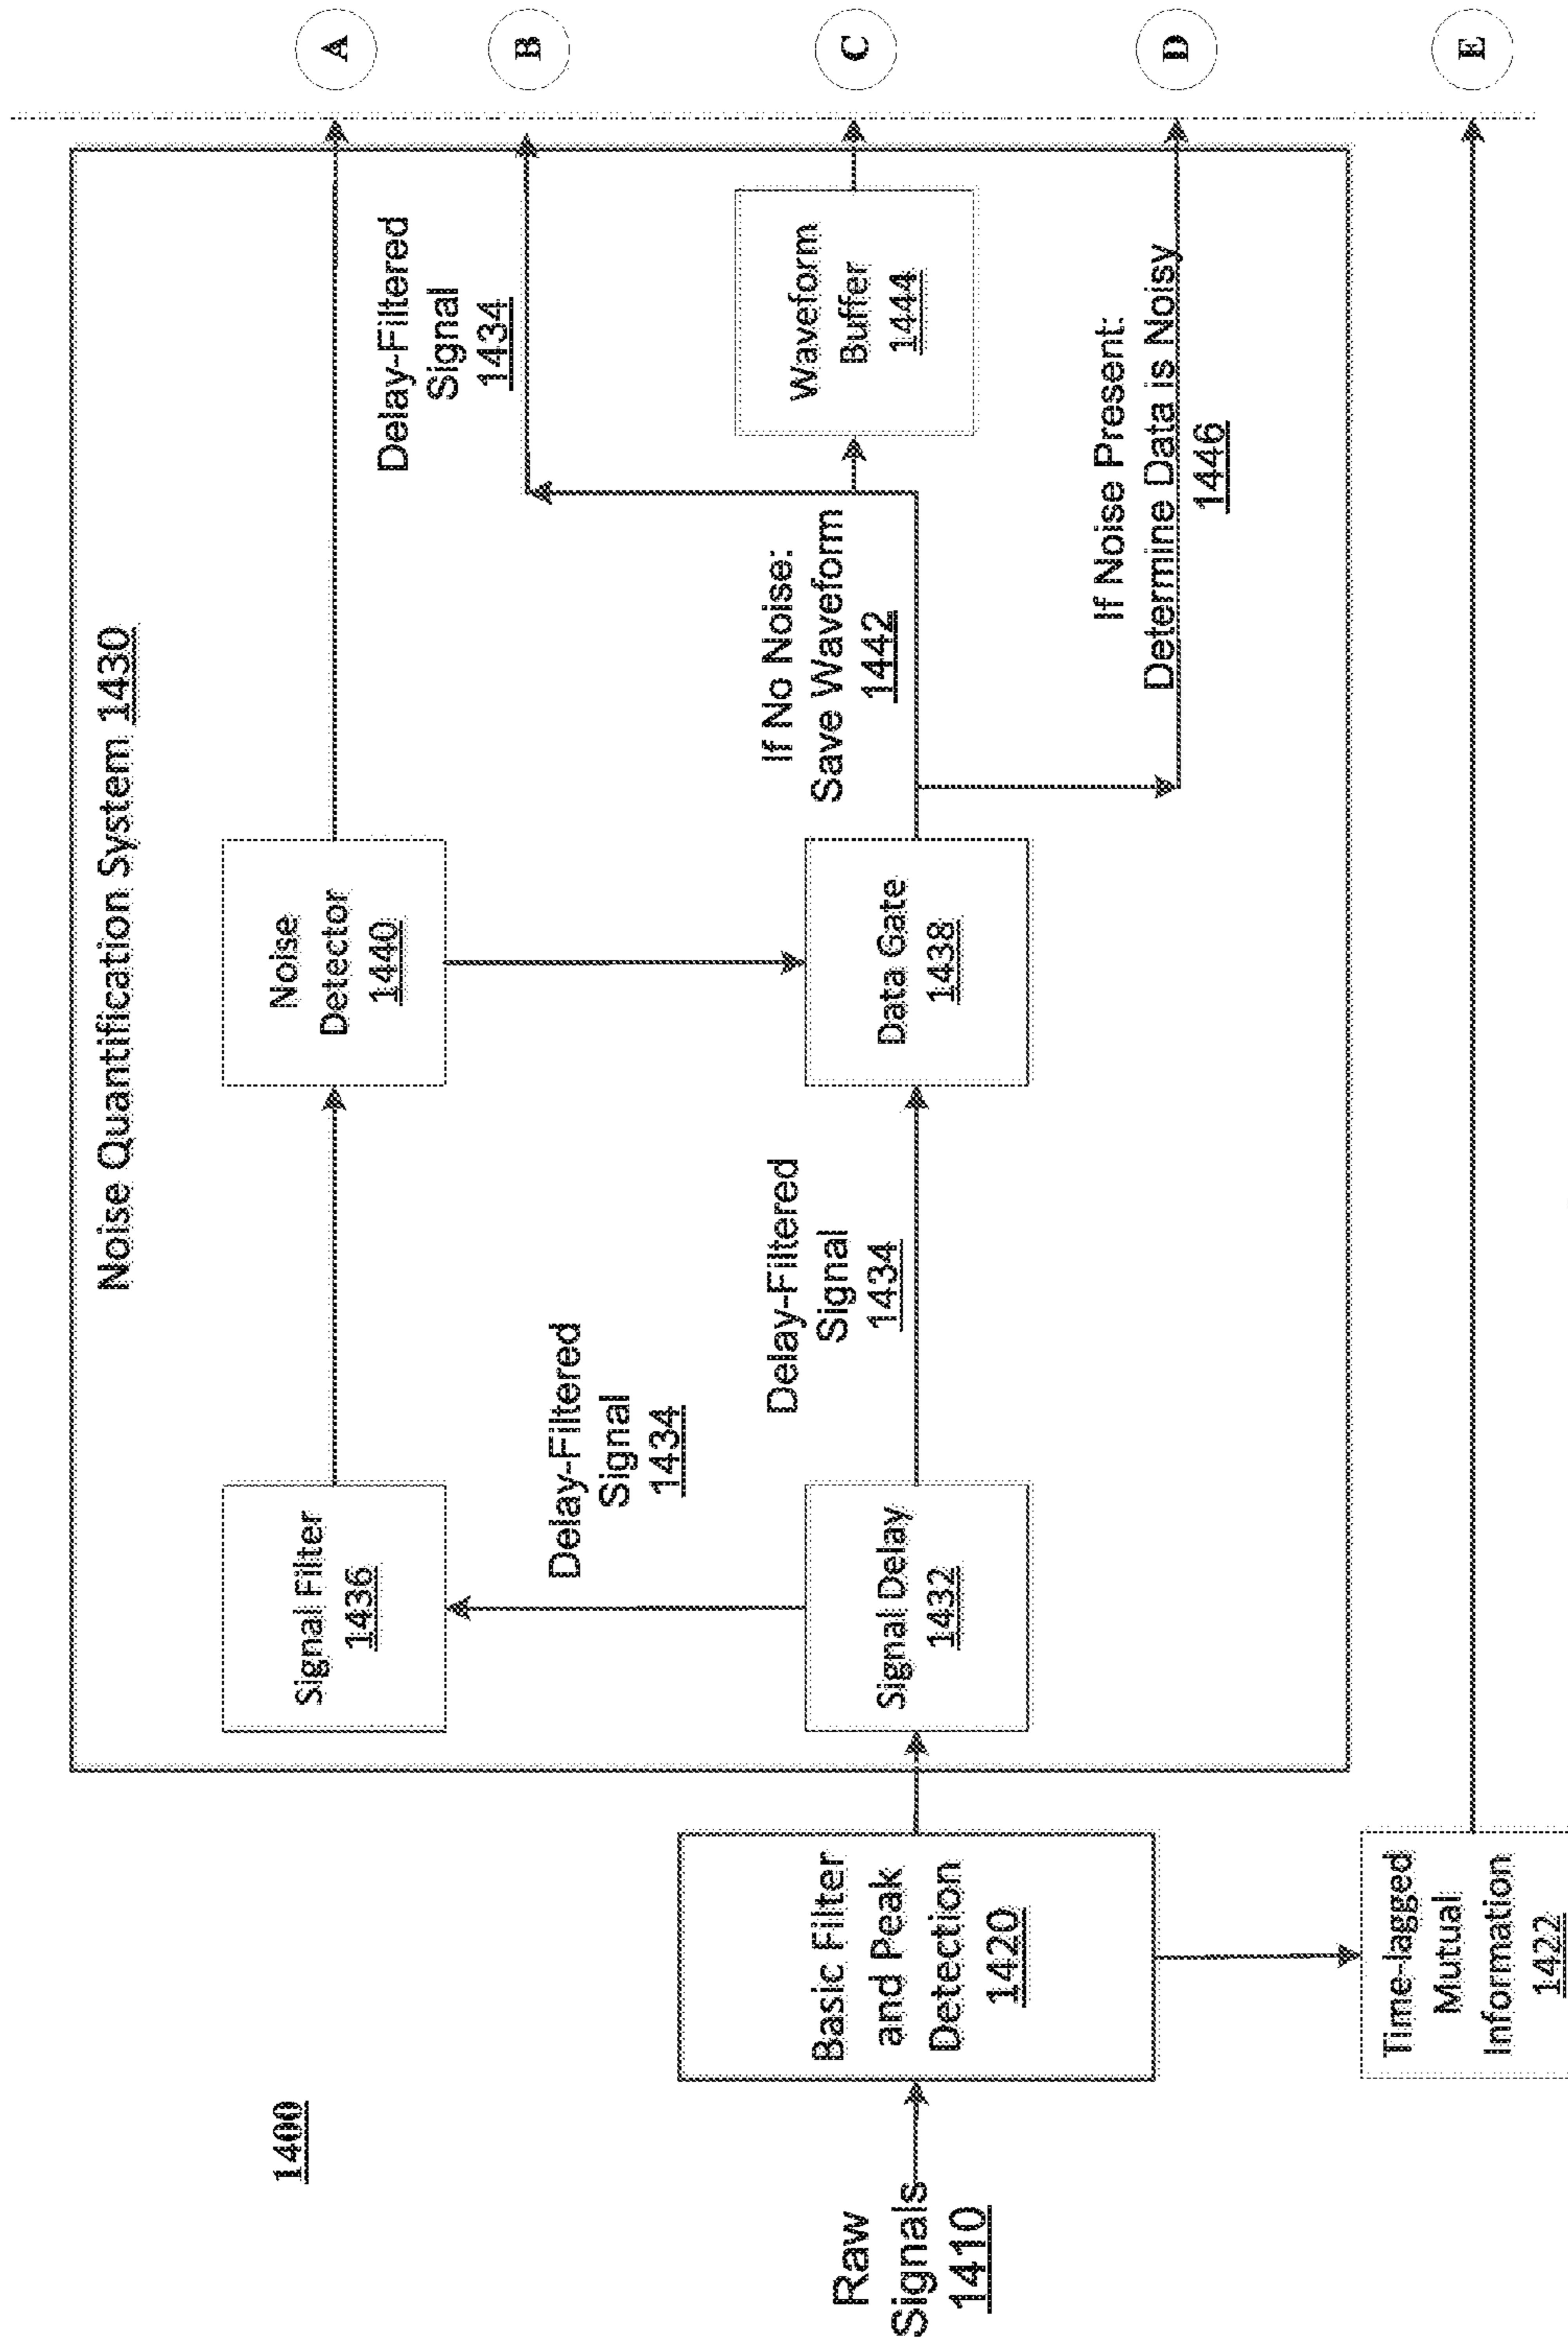 1400
Noise Quantification System 1430
Raw
Signals
1410
Basic Filter
and Peak
Detection
1420
Time-lagged
Mutual
Information
1422
Signal Filter
1436
Delay-Filtered
Signal
1434
Signal Delay
1432
Delay-Filtered
Signal
1434
Noise
Detector
1440
Data Gate
1438
If No Noise:
Save Waveform
1442
Delay-Filtered
Signal
1434
Waveform
Buffer
1444
If Noise Present:
Determine Data is Noisy
1446
A
B
C
D
E